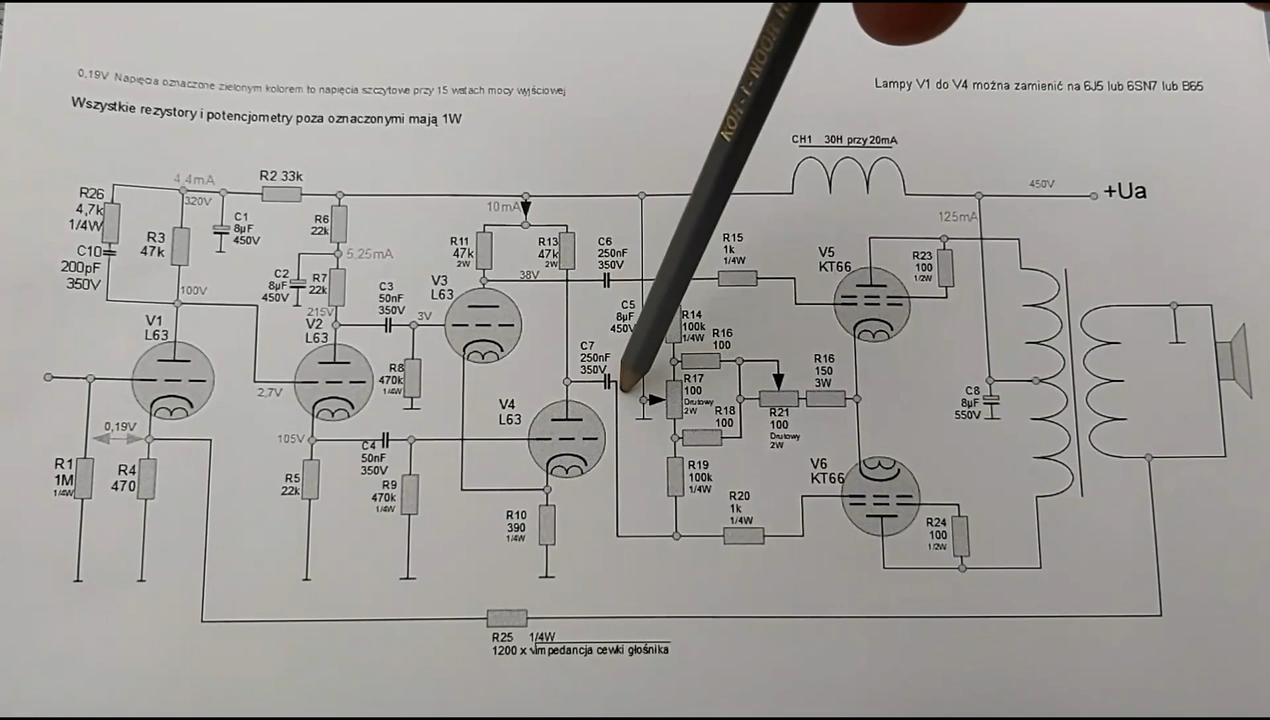 0,19V Napięcia oznaczone zielonym kolorem to napięcia szczytowe przy 15 watach mocy wyjściowej
Wszystkie rezystory i potencjometry poza oznaczonymi mają 1W
Lampy V1 do V4 można zamienić na 6J5 lub 6SN7 lub B65
KOH-I-NOOR
CH1 30H przy 20mA
450V
+Ua
125mA
4,4mA
320V
R2 33k
R26
4,7k
1/4W
C10
200pF
350V
R3
47k
C1
8µF
450V
100V
R6
22k
5,25mA
C2
8µF
450V
R7
22k
215V
C3
50nF
350V
3V
10mA
R11
47k
2W
R13
47k
2W
38V
C6
250nF
350V
R15
1k
1/4W
V5
KT66
R23
100
1/2W
V1
L63
V2
L63
V3
L63
V4
L63
2,7V
R8
470k
1/4W
C5
8µF
450V
C7
250nF
350V
R14
100k
1/4W
R16
100
R17
100
Drutowy
2W
R18
100
R21
100
Drutowy
2W
R16
150
3W
C8
8µF
550V
0,19V
105V
R1
1M
1/4W
R4
470
R5
22k
C4
50nF
350V
R9
470k
1/4W
R10
390
1/4W
R19
100k
1/4W
R20
1k
1/4W
V6
KT66
R24
100
1/2W
R25 1/4W
1200 x √impedancja cewki głośnika